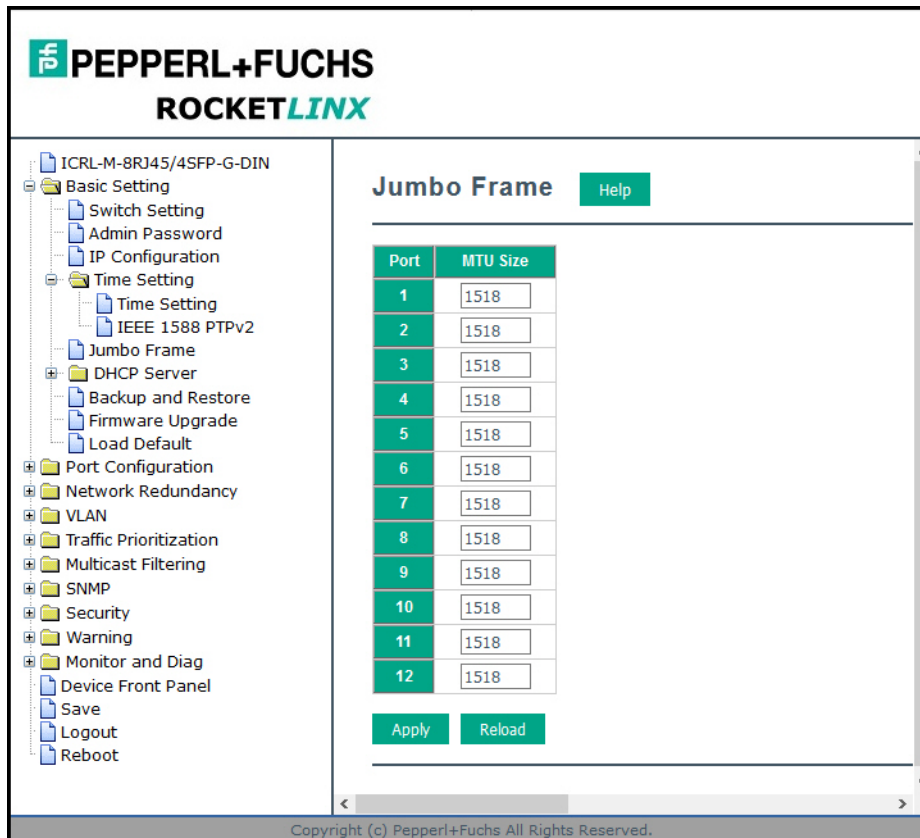 PEPPERL+FUCHS
ROCKETLINX
ICRL-M-8RJ45/4SFP-G-DIN
Basic Setting
Switch Setting
Admin Password
IP Configuration
Time Setting
Time Setting
IEEE 1588 PTPv2
Jumbo Frame
DHCP Server
Backup and Restore
Firmware Upgrade
Load Default
Port Configuration
Network Redundancy
VLAN
Traffic Prioritization
Multicast Filtering
SNMP
Security
Warning
Monitor and Diag
Device Front Panel
Save
Logout
Reboot
Jumbo Frame Help
Port MTU Size
1 1518
2 1518
3 1518
4 1518
5 1518
6 1518
7 1518
8 1518
9 1518
10 1518
11 1518
12 1518
Apply Reload
Copyright (c) Pepperl+Fuchs All Rights Reserved.